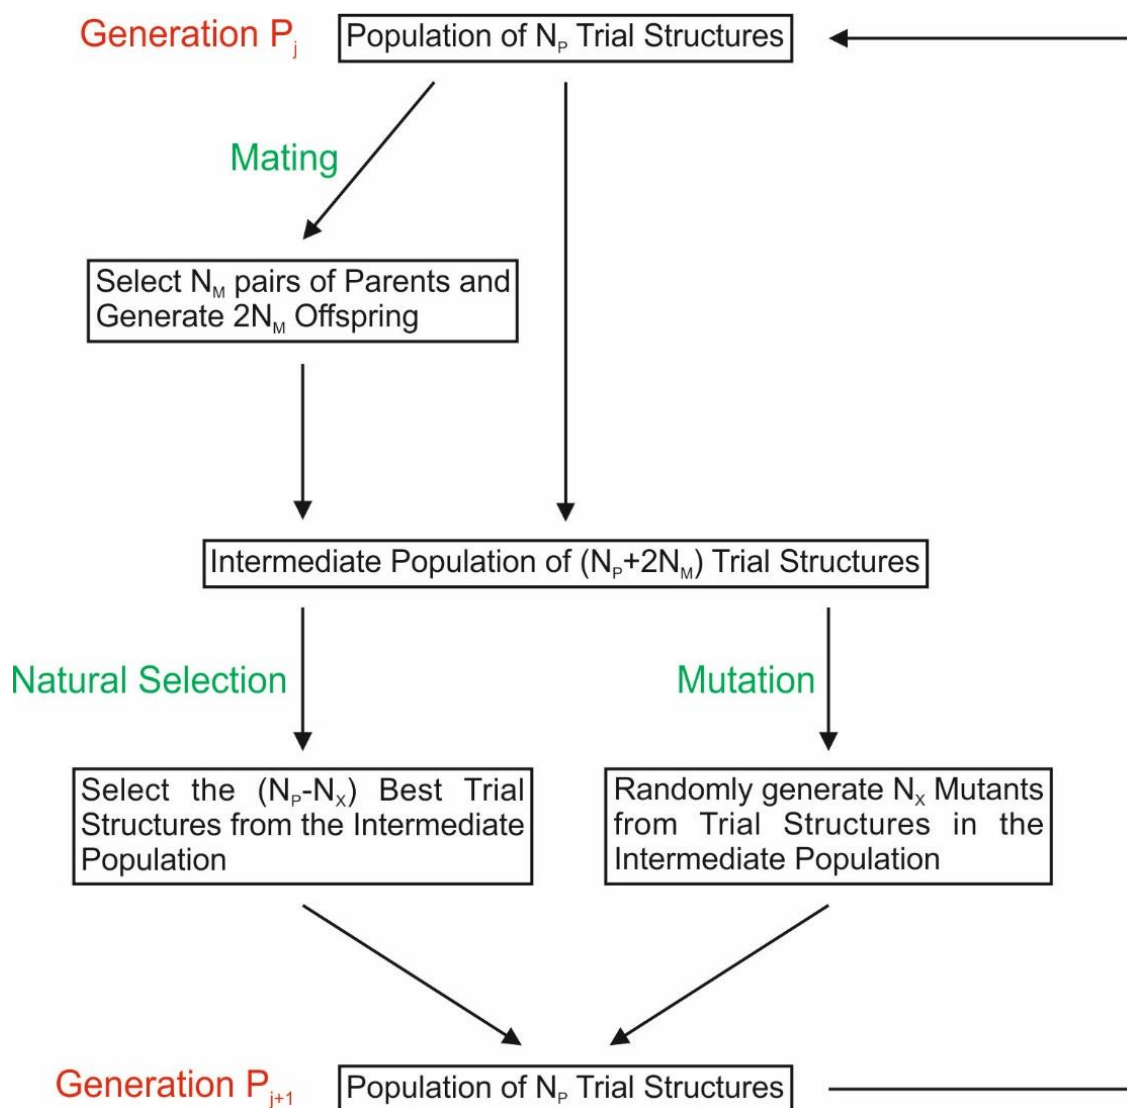 Generation Pj
Population of NP Trial Structures
Mating
Select NM pairs of Parents and
Generate 2NM Offspring
Intermediate Population of (NP+2NM) Trial Structures
Natural Selection
Mutation
Select the (NP-NX) Best Trial
Structures from the Intermediate
Population
Randomly generate NX Mutants
from Trial Structures in the
Intermediate Population
Generation Pj+1
Population of NP Trial Structures